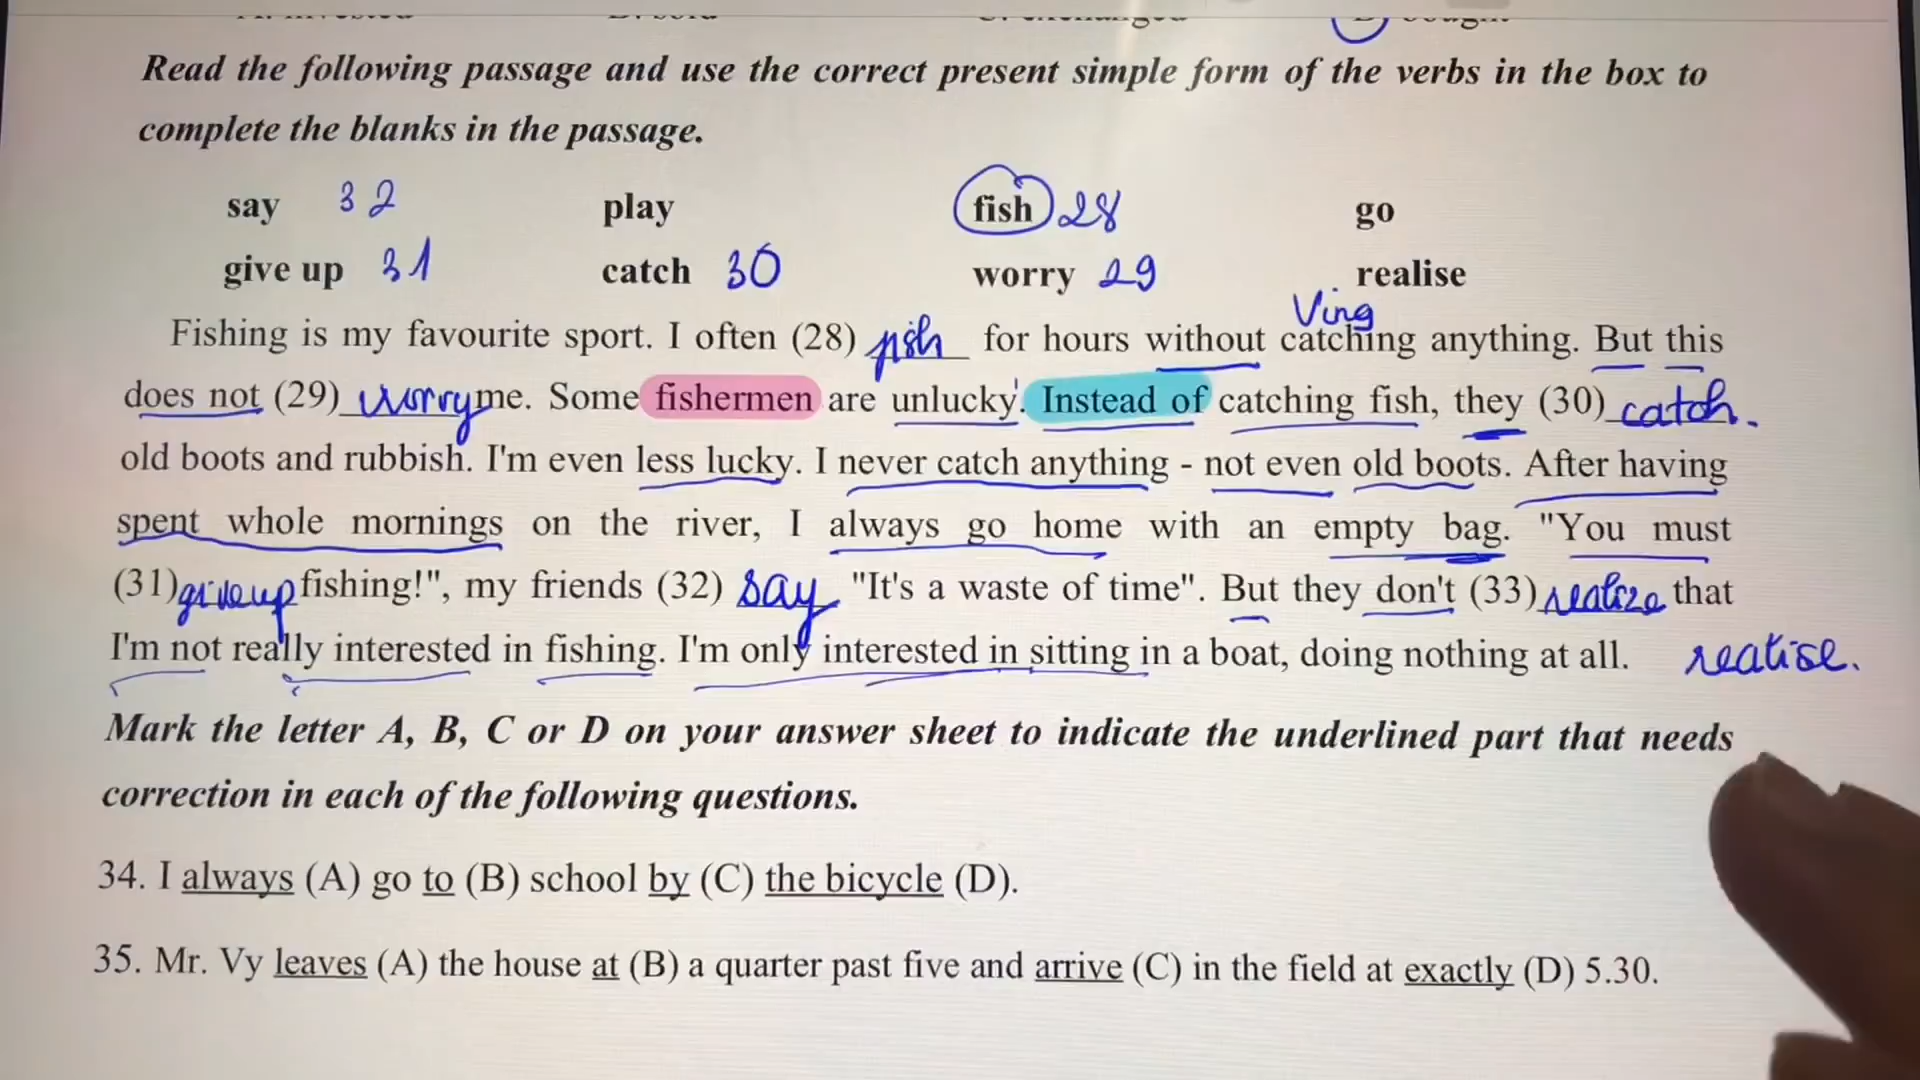 Read the following passage and use the correct present simple form of the verbs in the box to
complete the blanks in the passage.
say 32 play fish 28 go
give up 31 catch 30 worry 29 realise
Ving
Fishing is my favourite sport. I often (28) fish for hours without catching anything. But this
does not (29) worry me. Some fishermen are unlucky. Instead of catching fish, they (30) catch.
old boots and rubbish. I'm even less lucky. I never catch anything - not even old boots. After having
spent whole mornings on the river, I always go home with an empty bag. "You must
(31) give up fishing!", my friends (32) say "It's a waste of time". But they don't (33) realize that
I'm not really interested in fishing. I'm only interested in sitting in a boat, doing nothing at all. realise.
Mark the letter A, B, C or D on your answer sheet to indicate the underlined part that needs
correction in each of the following questions.
34. I always (A) go to (B) school by (C) the bicycle (D).
35. Mr. Vy leaves (A) the house at (B) a quarter past five and arrive (C) in the field at exactly (D) 5.30.